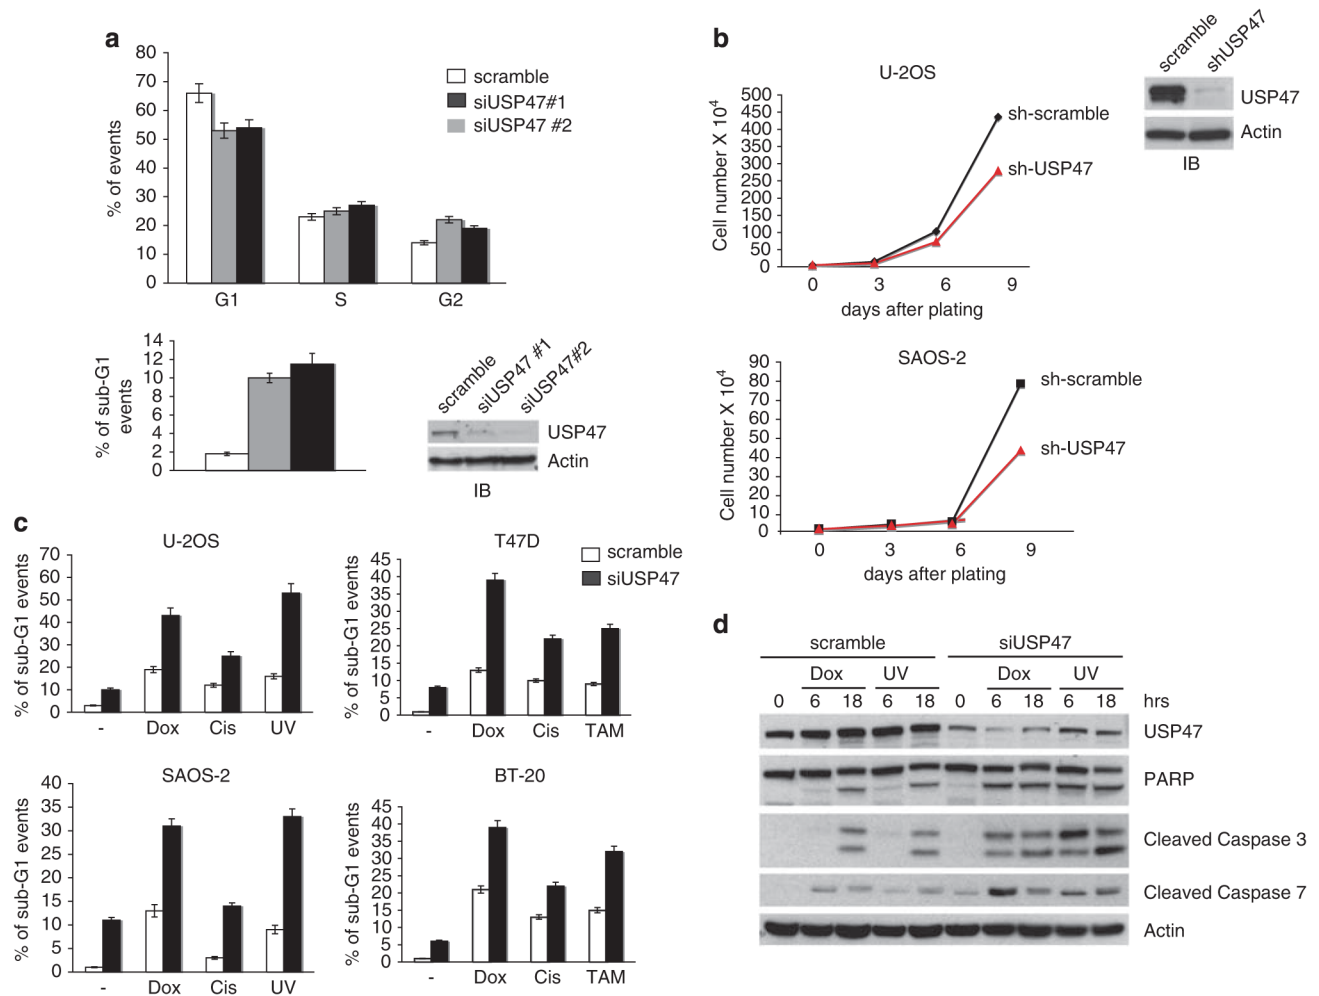 a
80
70
60
50
40
30
20
10
0
% of events
scramble
siUSP47#1
siUSP47 #2
G1 S G2
14
12
10
8
6
4
2
0
% of sub-G1
events
scramble
siUSP47 #1
siUSP47#2
USP47
Actin
IB
b
U-2OS
500
450
400
350
300
250
200
150
100
50
0
Cell number X 10⁴
sh-scramble
sh-USP47
0 3 6 9
days after plating
scramble
shUSP47
USP47
Actin
IB
SAOS-2
90
80
70
60
50
40
30
20
10
0
Cell number X 10⁴
sh-scramble
sh-USP47
0 3 6 9
days after plating
c
U-2OS
70
60
50
40
30
20
10
0
% of sub-G1 events
- Dox Cis UV
T47D
scramble
siUSP47
45
40
35
30
25
20
15
10
5
0
% of sub-G1 events
- Dox Cis TAM
SAOS-2
40
35
30
25
20
15
10
5
0
% of sub-G1 events
- Dox Cis UV
BT-20
45
40
35
30
25
20
15
10
5
0
% of sub-G1 events
- Dox Cis TAM
d
scramble siUSP47
Dox UV Dox UV
0 6 18 6 18 0 6 18 6 18 hrs
USP47
PARP
Cleaved Caspase 3
Cleaved Caspase 7
Actin